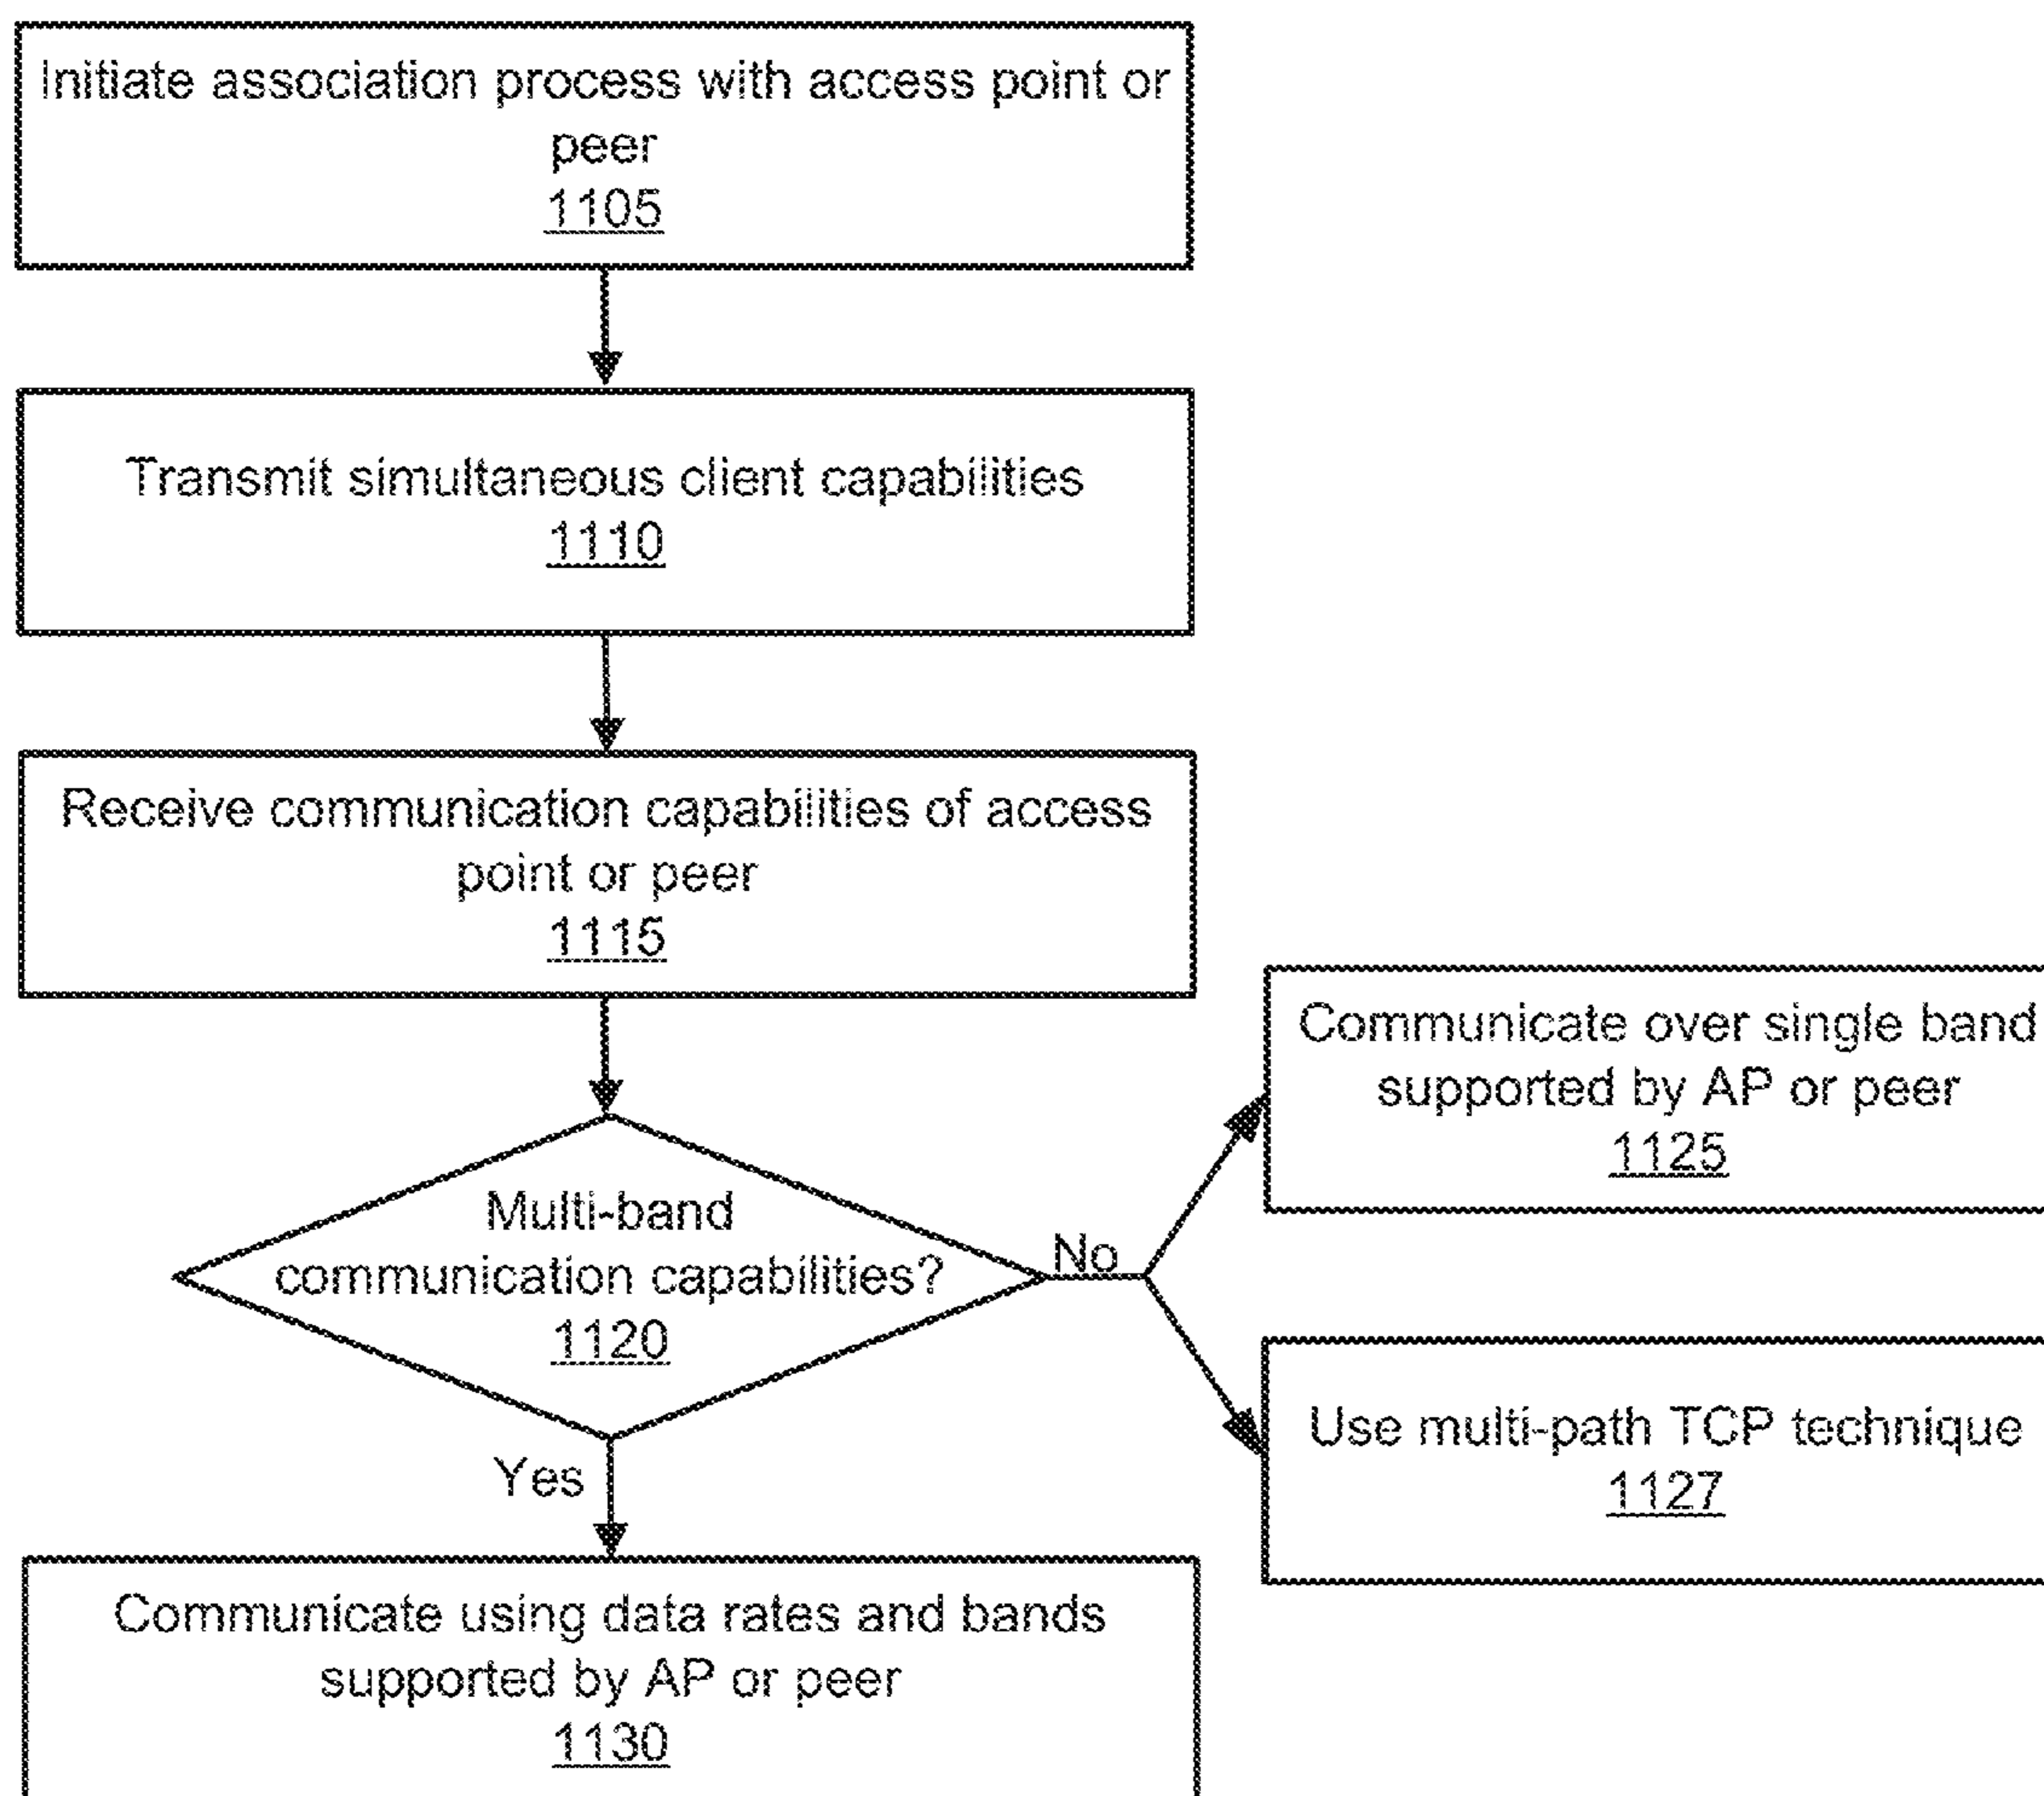 Initiate association process with access point or
peer
1105
Transmit simultaneous client capabilities
1110
Receive communication capabilities of access
point or peer
1115
Communicate over single band
supported by AP or peer
1125
Multi-band
communication capabilities?
1120
No
Use multi-path TCP technique
1127
Yes
Communicate using data rates and bands
supported by AP or peer
1130